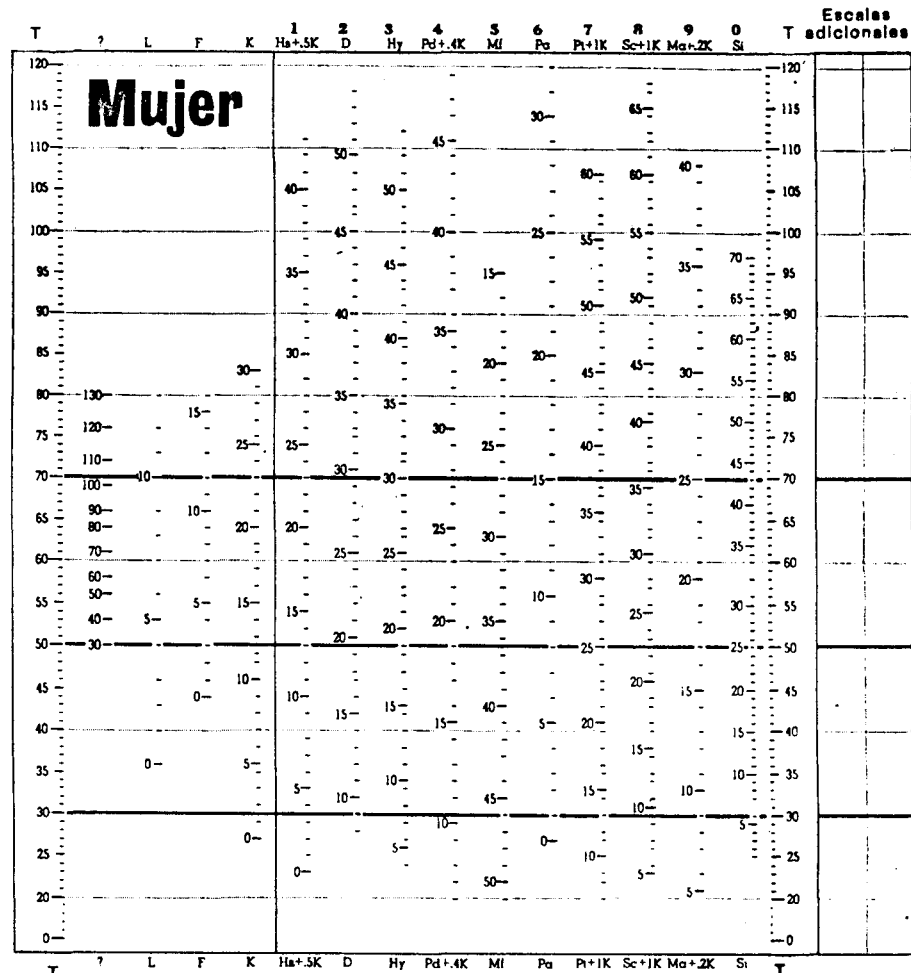 Escalas
1 2 3 4 5 6 7 8 9 0
T ? L F K Hs+.5K D Hy Pd+.4K Mf Pa Pt+1K Sc+1K Ma+.2K Si T adicionales
120 120
Mujer
115 30 65 115
110 50 45 110
40
105 40 50 60 60 105
100 45 40 25 55 55 100
70
95 35 45 15 35 95
50 50 65
90 40 90
39 35 60
85 30 20 20 85
30 45 45 30 55
80 130 35 35 80
15 50
120 30 40
75 25 25 25 40 75
110 45
70 10 30 30 15 25 70
100 35
90 10 40
65 80 20 20 25 35 65
70 25 25 30 30 35
60 60
60 30 20
55 50 5 15 15 10 25 30 55
40 5 20 21 20 35
50 30 25 25 50
10 20
45 0 10 15 15 40 15 20 45
40 15 5 20 15 40
15
35 0 5 10 10 35
5 10 45 15 10
30 10 5 30
0 0
25 5 10 25
0 50 5
20 5 20
0 0
? L F K Hs+.5K D Hy Pd+.4K Mf Pa Pt+1K Sc+1K Ma+.2K Si
T T